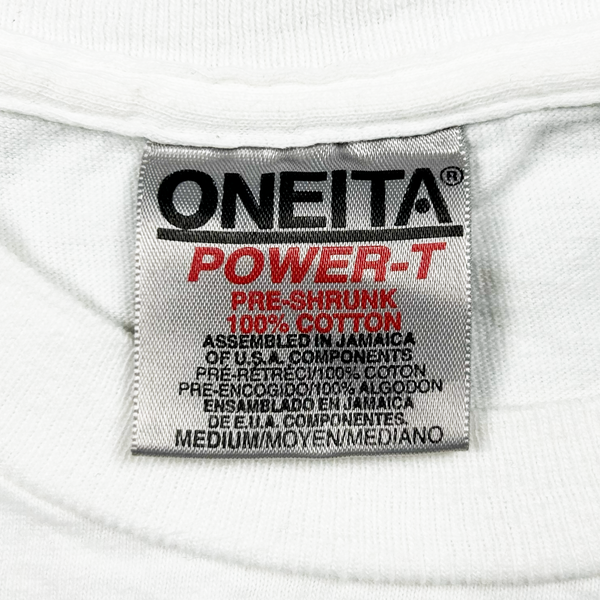 ONEITA®
POWER-T
PRE-SHRUNK
100% COTTON
ASSEMBLED IN JAMAICA
OF U.S.A. COMPONENTS
PRÉ-RÉTRÉCI/100% COTON
PRE-ENCOGIDO/100% ALGODON
ENSAMBLADO EN JAMAICA
DE E.U.A. COMPONENTES.
MEDIUM/MOYEN/MEDIANO